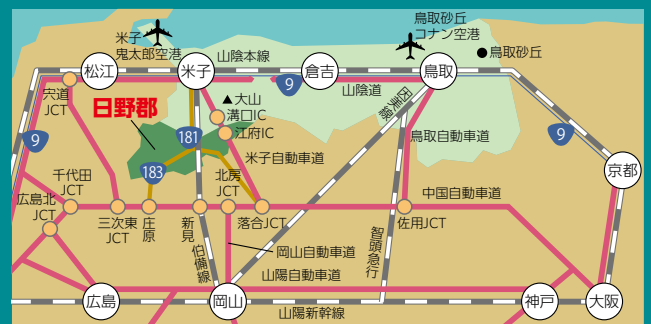 鳥取砂丘
コナン空港
米子
鬼太郎空港
鳥取砂丘
山陰本線
松江
米子
倉吉
鳥取
9
山陰道
宍道
JCT
大山
溝口IC
江府IC
因美線
日野郡
9
181
鳥取自動車道
9
米子自動車道
183
京都
千代田
JCT
北房
JCT
中国自動車道
広島北
JCT
三次東
JCT
庄原
新見
落合JCT
佐用JCT
伯備線
岡山自動車道
智頭急行
山陽自動車道
広島
岡山
神戸
大阪
山陽新幹線